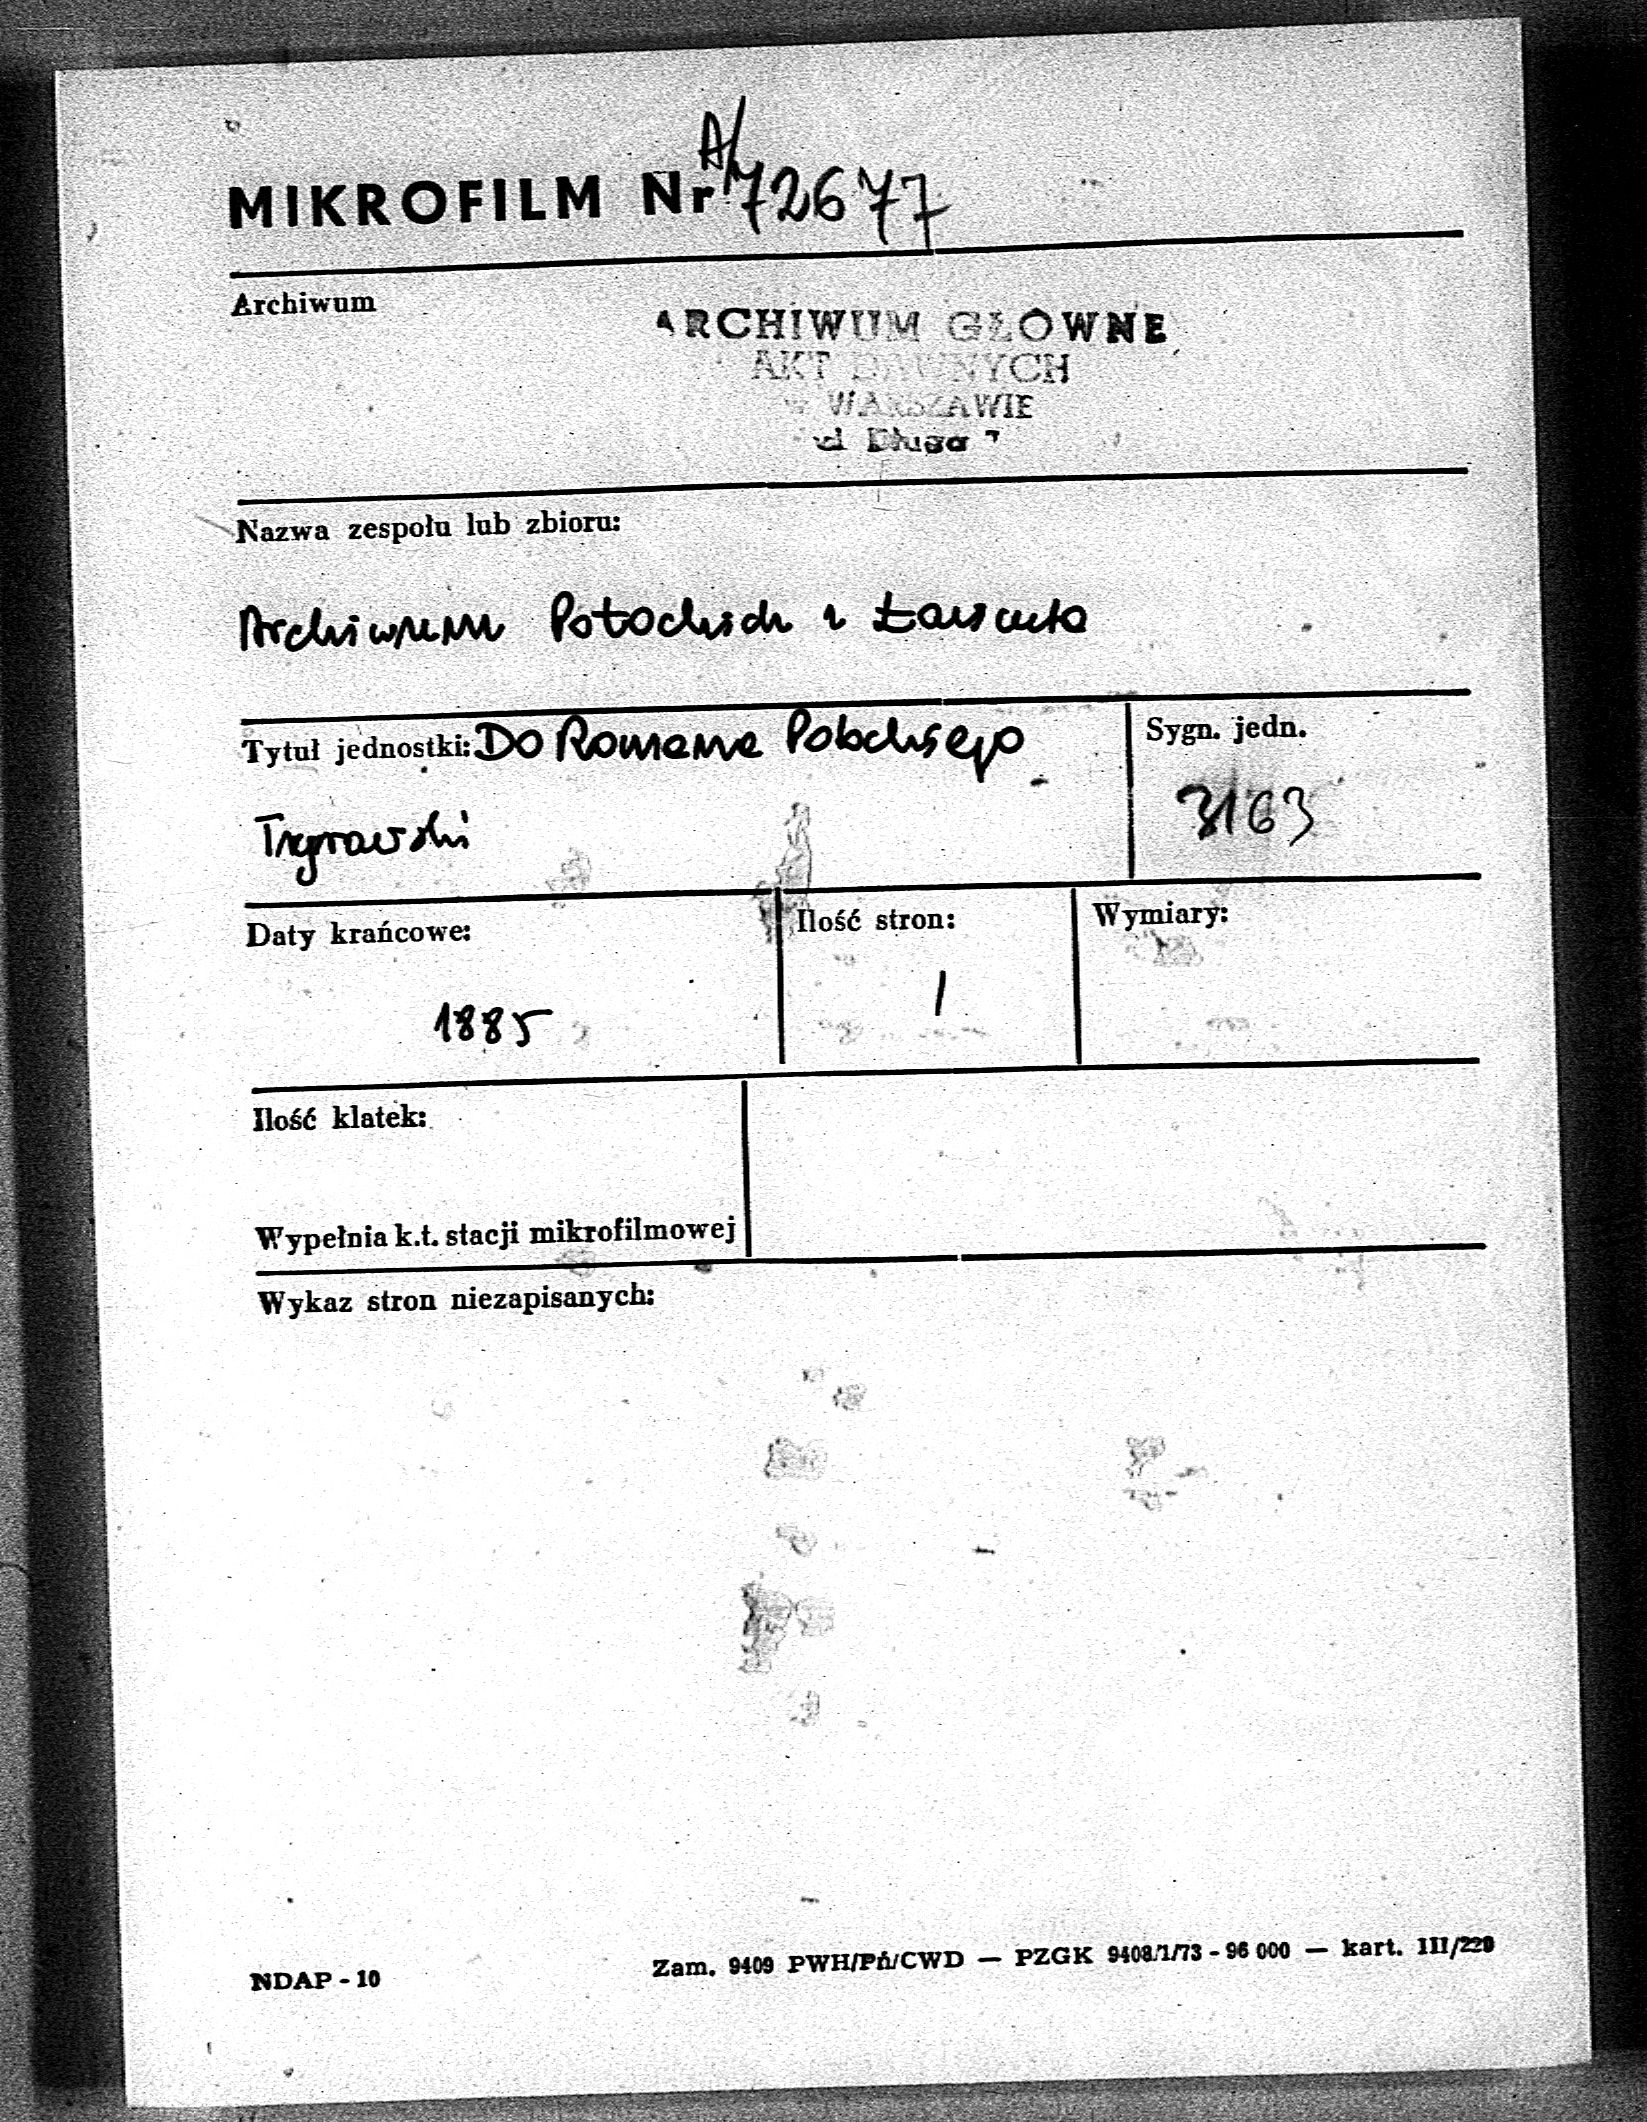 MIKROFILM Nr A/72677
Archiwum
ARCHIWUM GŁÓWNE
AKT DAWNYCH
w WARSZAWIE
ul Długa 7
Nazwa zespołu lub zbioru:
Archiwum Potockich z Łańcuta
Tytuł jednostki: DO Romana Potockiego
Sygn. jedn.
3163
Daty krańcowe:
Ilość stron:
Wymiary:
1885
1
Ilość klatek:
Wypełnia k.t. stacji mikrofilmowej
Wykaz stron niezapisanych:
NDAP - 10
Zam. 9409 PWH/Pń/CWD — PZGK 9408/1/73 - 96 000 — kart. III/220